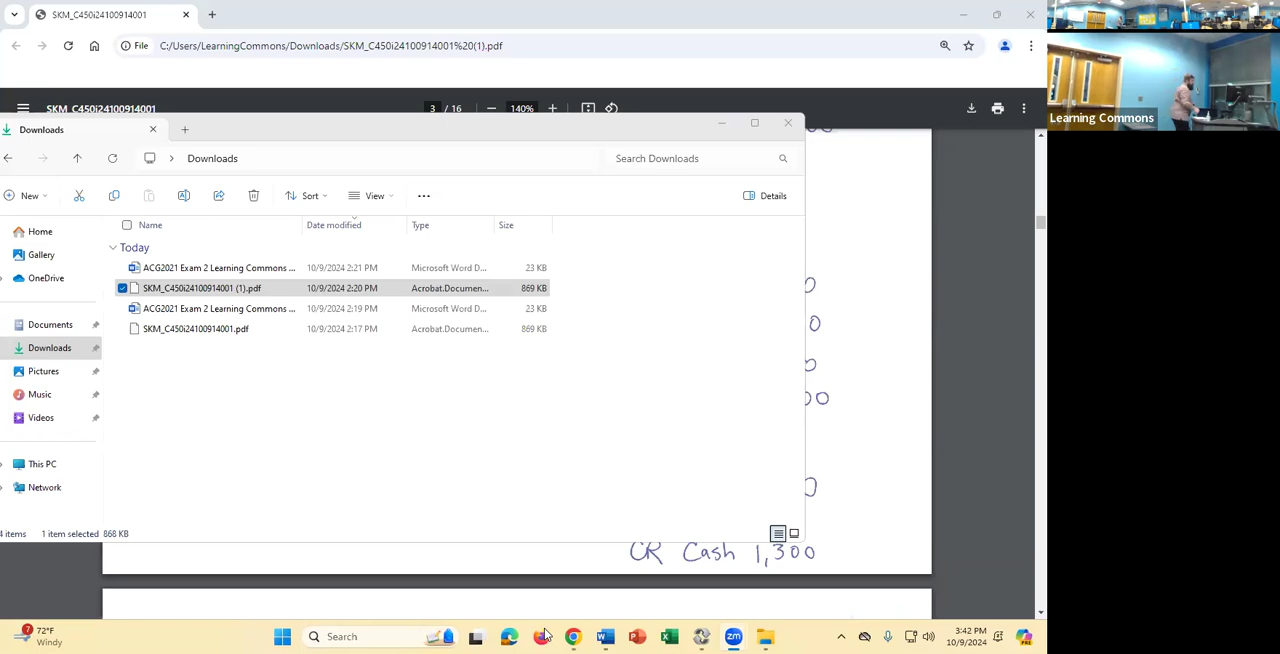 SKM_C450i24100914001
File C:/Users/LearningCommons/Downloads/SKM_C450i24100914001%20(1).pdf
SKM_C450i24100914001
3 / 16
140%
Downloads
Downloads
Search Downloads
New
Sort
View
Details
Name Date modified Type Size
Today
ACG2021 Exam 2 Learning Commons ... 10/9/2024 2:21 PM Microsoft Word D... 23 KB
SKM_C450i24100914001 (1).pdf 10/9/2024 2:20 PM Acrobat.Documen... 869 KB
ACG2021 Exam 2 Learning Commons ... 10/9/2024 2:19 PM Microsoft Word D... 23 KB
SKM_C450i24100914001.pdf 10/9/2024 2:17 PM Acrobat.Documen... 869 KB
Home
Gallery
OneDrive
Documents
Downloads
Pictures
Music
Videos
This PC
Network
4 items 1 item selected 868 KB
CR Cash 1,300
Learning Commons
7
72°F
Windy
Search
zm
3:42 PM
10/9/2024
PRE